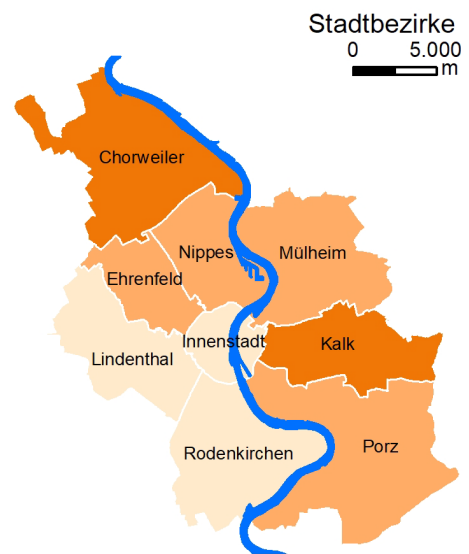 Stadtbezirke
0 5.000
m
Chorweiler
Nippes
Mülheim
Ehrenfeld
Innenstadt
Kalk
Lindenthal
Rodenkirchen
Porz